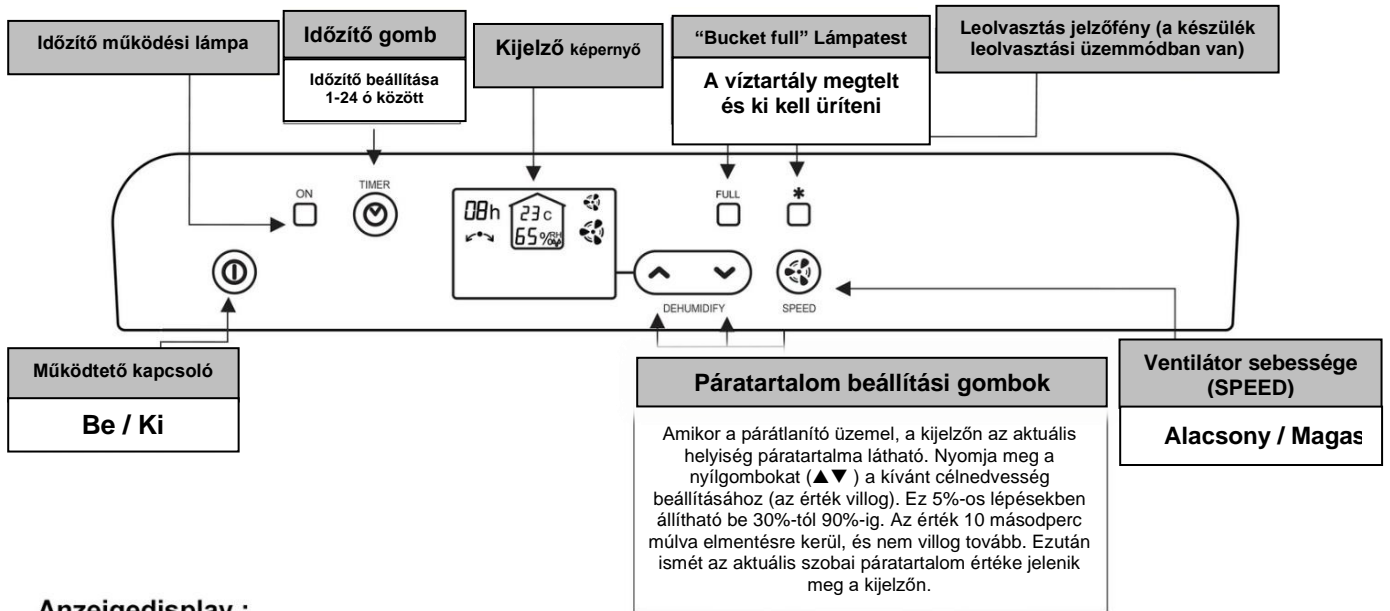 Időzítő működési lámpa
Időzítő gomb
Időzítő beállítása
1-24 ó között
Kijelző képernyő
“Bucket full” Lámpatest
A víztartály megtelt
és ki kell üríteni
Leolvasztás jelzőfény (a készülék
leolvasztási üzemmódban van)
ON
TIMER
08h
23c
65%RH
FULL
*
DEHUMIDIFY
SPEED
Működtető kapcsoló
Be / Ki
Páratartalom beállítási gombok
Amikor a párátlanító üzemel, a kijelzőn az aktuális
helyiség páratartalma látható. Nyomja meg a
nyílgombokat (▲▼ ) a kívánt célnedvesség
beállításához (az érték villog). Ez 5%-os lépésekben
állítható be 30%-tól 90%-ig. Az érték 10 másodperc
múlva elmentésre kerül, és nem villog tovább. Ezután
ismét az aktuális szobai páratartalom értéke jelenik
meg a kijelzőn.
Ventilátor sebessége
(SPEED)
Alacsony / Magas
Anzeigedisplay :